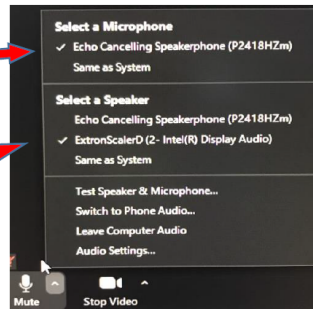 Select a Microphone
✓ Echo Cancelling Speakerphone (P2418HZm)
Same as System
Select a Speaker
Echo Cancelling Speakerphone (P2418HZm)
✓ ExtronScalerD (2- Intel(R) Display Audio)
Same as System
Test Speaker & Microphone...
Switch to Phone Audio...
Leave Computer Audio
Audio Settings...
Mute
Stop Video